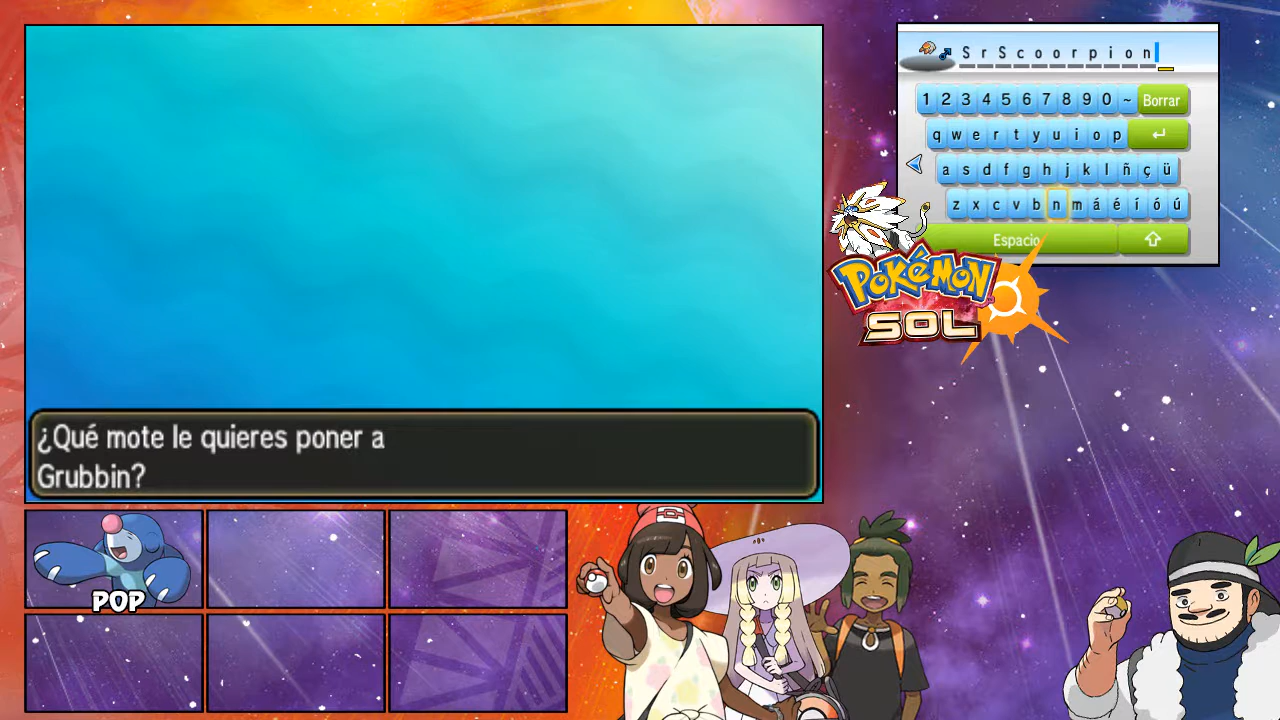 SrScoorpion
1 2 3 4 5 6 7 8 9 0 ~ Borrar
q w e r t y u i o p
a s d f g h j k l ñ ç ü
z x c v b n m á é í ó ú
Espacio
POKÉMON
SOL
¿Qué mote le quieres poner a
Grubbin?
POP